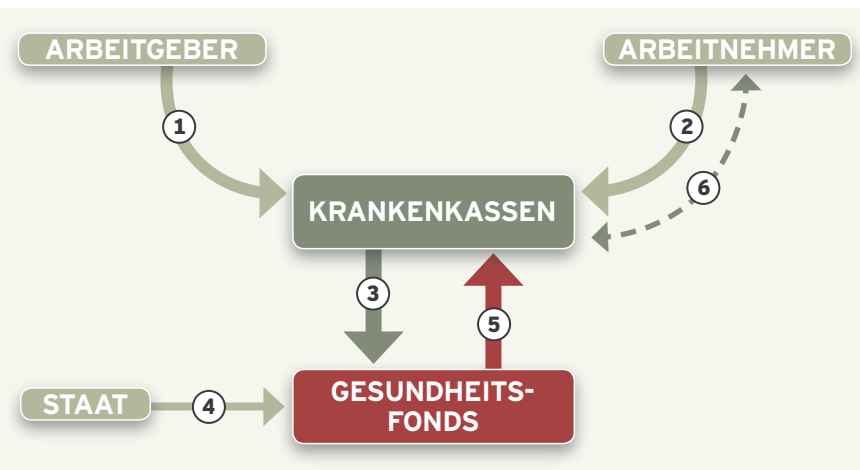 ARBEITGEBER
ARBEITNEHMER
1
2
6
KRANKENKASSEN
3
5
STAAT
4
GESUNDHEITS-
FONDS